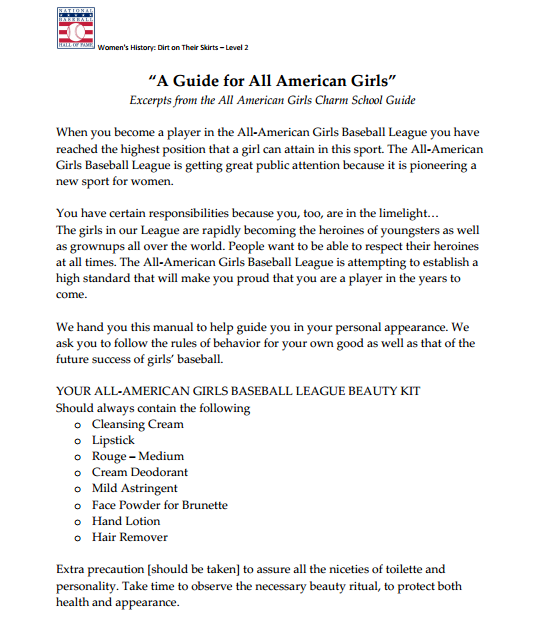 NATIONAL
BASEBALL
HALL OF FAME
Women's History: Dirt on Their Skirts – Level 2
“A Guide for All American Girls”
Excerpts from the All American Girls Charm School Guide
When you become a player in the All-American Girls Baseball League you have
reached the highest position that a girl can attain in this sport. The All-American
Girls Baseball League is getting great public attention because it is pioneering a
new sport for women.
You have certain responsibilities because you, too, are in the limelight…
The girls in our League are rapidly becoming the heroines of youngsters as well
as grownups all over the world. People want to be able to respect their heroines
at all times. The All-American Girls Baseball League is attempting to establish a
high standard that will make you proud that you are a player in the years to
come.
We hand you this manual to help guide you in your personal appearance. We
ask you to follow the rules of behavior for your own good as well as that of the
future success of girls’ baseball.
YOUR ALL-AMERICAN GIRLS BASEBALL LEAGUE BEAUTY KIT
Should always contain the following
o Cleansing Cream
o Lipstick
o Rouge – Medium
o Cream Deodorant
o Mild Astringent
o Face Powder for Brunette
o Hand Lotion
o Hair Remover
Extra precaution [should be taken] to assure all the niceties of toilette and
personality. Take time to observe the necessary beauty ritual, to protect both
health and appearance.